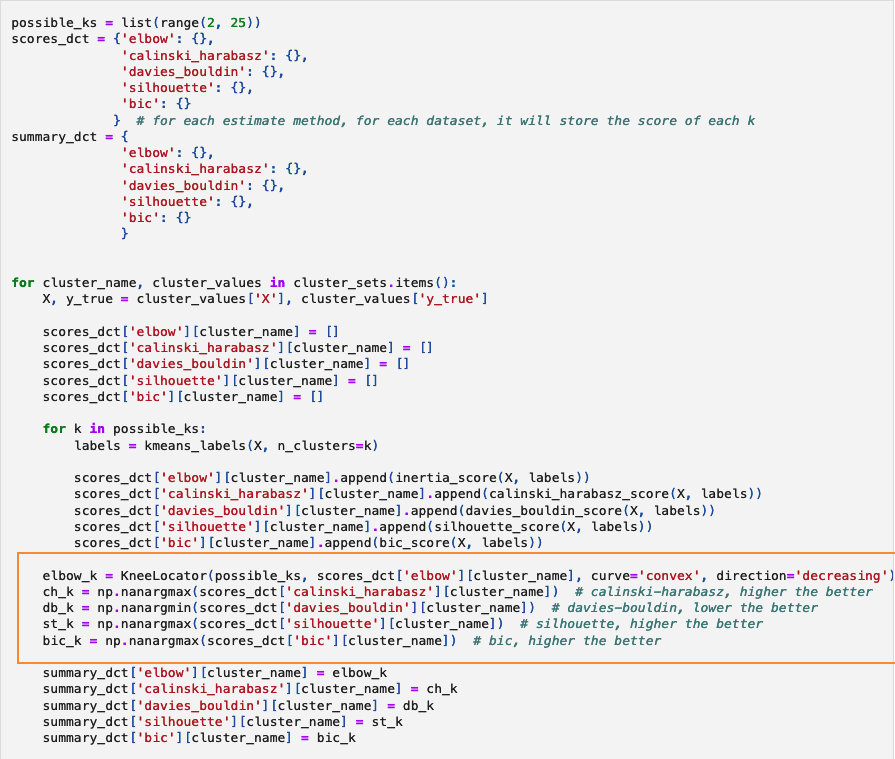 possible_ks = list(range(2, 25))
scores_dct = {'elbow': {},
              'calinski_harabasz': {},
              'davies_bouldin': {},
              'silhouette': {},
              'bic': {}
             }  # for each estimate method, for each dataset, it will store the score of each k
summary_dct = {
              'elbow': {},
              'calinski_harabasz': {},
              'davies_bouldin': {},
              'silhouette': {},
              'bic': {}
              }
for cluster_name, cluster_values in cluster_sets.items():
    X, y_true = cluster_values['X'], cluster_values['y_true']
    scores_dct['elbow'][cluster_name] = []
    scores_dct['calinski_harabasz'][cluster_name] = []
    scores_dct['davies_bouldin'][cluster_name] = []
    scores_dct['silhouette'][cluster_name] = []
    scores_dct['bic'][cluster_name] = []
    for k in possible_ks:
        labels = kmeans_labels(X, n_clusters=k)
        scores_dct['elbow'][cluster_name].append(inertia_score(X, labels))
        scores_dct['calinski_harabasz'][cluster_name].append(calinski_harabasz_score(X, labels))
        scores_dct['davies_bouldin'][cluster_name].append(davies_bouldin_score(X, labels))
        scores_dct['silhouette'][cluster_name].append(silhouette_score(X, labels))
        scores_dct['bic'][cluster_name].append(bic_score(X, labels))
    elbow_k = KneeLocator(possible_ks, scores_dct['elbow'][cluster_name], curve='convex', direction='decreasing')
    ch_k = np.nanargmax(scores_dct['calinski_harabasz'][cluster_name])  # calinski-harabasz, higher the better
    db_k = np.nanargmin(scores_dct['davies_bouldin'][cluster_name])  # davies-bouldin, lower the better
    st_k = np.nanargmax(scores_dct['silhouette'][cluster_name])  # silhouette, higher the better
    bic_k = np.nanargmax(scores_dct['bic'][cluster_name])  # bic, higher the better
    summary_dct['elbow'][cluster_name] = elbow_k
    summary_dct['calinski_harabasz'][cluster_name] = ch_k
    summary_dct['davies_bouldin'][cluster_name] = db_k
    summary_dct['silhouette'][cluster_name] = st_k
    summary_dct['bic'][cluster_name] = bic_k